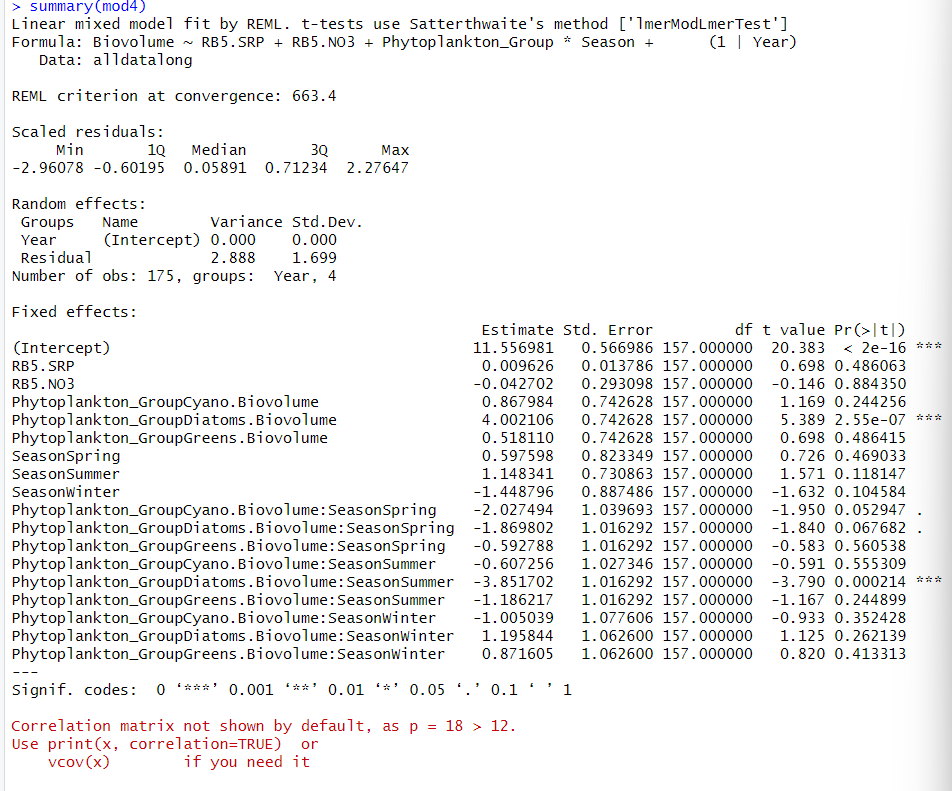 > summary(mod4)
Linear mixed model fit by REML. t-tests use Satterthwaite's method ['lmerModLmerTest']
Formula: Biovolume ~ RB5.SRP + RB5.NO3 + Phytoplankton_Group * Season +      (1 | Year)
   Data: alldatalong

REML criterion at convergence: 663.4

Scaled residuals:
     Min       1Q   Median       3Q      Max
-2.96078 -0.60195  0.05891  0.71234  2.27647

Random effects:
 Groups   Name        Variance Std.Dev.
 Year     (Intercept) 0.000    0.000
 Residual             2.888    1.699
Number of obs: 175, groups:  Year, 4

Fixed effects:
                                                 Estimate Std. Error         df t value Pr(>|t|)
(Intercept)                                     11.556981   0.566986 157.000000  20.383  < 2e-16 ***
RB5.SRP                                          0.009626   0.013786 157.000000   0.698 0.486063
RB5.NO3                                         -0.042702   0.293098 157.000000  -0.146 0.884350
Phytoplankton_GroupCyano.Biovolume               0.867984   0.742628 157.000000   1.169 0.244256
Phytoplankton_GroupDiatoms.Biovolume             4.002106   0.742628 157.000000   5.389 2.55e-07 ***
Phytoplankton_GroupGreens.Biovolume              0.518110   0.742628 157.000000   0.698 0.486415
SeasonSpring                                     0.597598   0.823349 157.000000   0.726 0.469033
SeasonSummer                                     1.148341   0.730863 157.000000   1.571 0.118147
SeasonWinter                                    -1.448796   0.887486 157.000000  -1.632 0.104584
Phytoplankton_GroupCyano.Biovolume:SeasonSpring    -2.027494   1.039693 157.000000  -1.950 0.052947 .
Phytoplankton_GroupDiatoms.Biovolume:SeasonSpring  -1.869802   1.016292 157.000000  -1.840 0.067682 .
Phytoplankton_GroupGreens.Biovolume:SeasonSpring   -0.592788   1.016292 157.000000  -0.583 0.560538
Phytoplankton_GroupCyano.Biovolume:SeasonSummer    -0.607256   1.027346 157.000000  -0.591 0.555309
Phytoplankton_GroupDiatoms.Biovolume:SeasonSummer  -3.851702   1.016292 157.000000  -3.790 0.000214 ***
Phytoplankton_GroupGreens.Biovolume:SeasonSummer   -1.186217   1.016292 157.000000  -1.167 0.244899
Phytoplankton_GroupCyano.Biovolume:SeasonWinter    -1.005039   1.077606 157.000000  -0.933 0.352428
Phytoplankton_GroupDiatoms.Biovolume:SeasonWinter   1.195844   1.062600 157.000000   1.125 0.262139
Phytoplankton_GroupGreens.Biovolume:SeasonWinter    0.871605   1.062600 157.000000   0.820 0.413313
---
Signif. codes:  0 ‘***’ 0.001 ‘**’ 0.01 ‘*’ 0.05 ‘.’ 0.1 ‘ ’ 1

Correlation matrix not shown by default, as p = 18 > 12.
Use print(x, correlation=TRUE)  or
    vcov(x)        if you need it